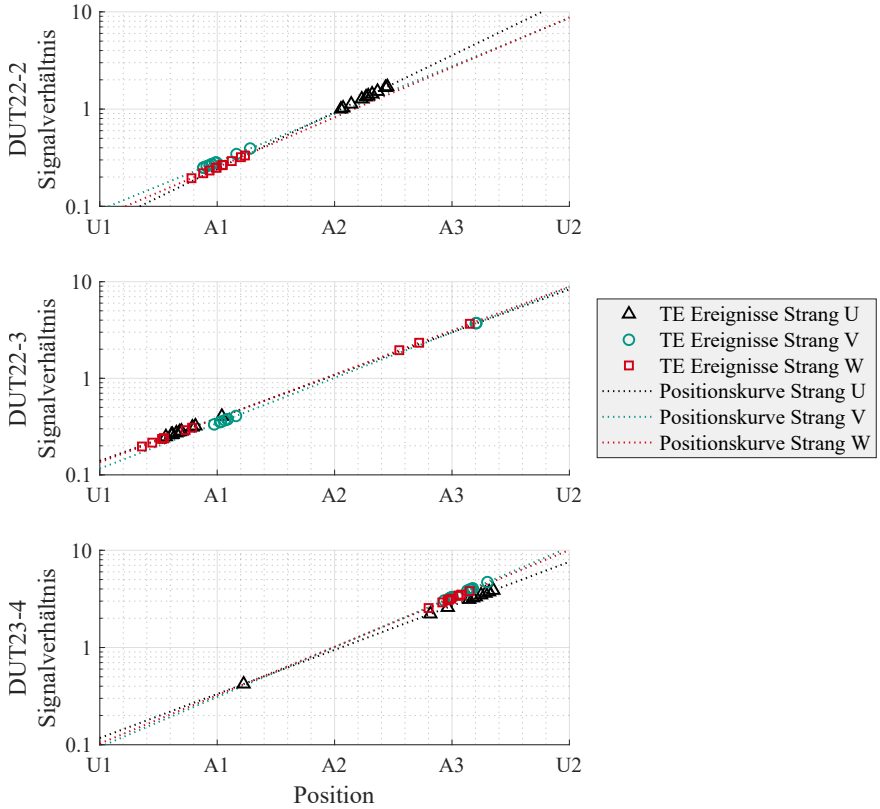 DUT22-2
Signalverhältnis
10
1
0.1
U1 A1 A2 A3 U2
DUT22-3
Signalverhältnis
10
1
0.1
U1 A1 A2 A3 U2
TE Ereignisse Strang U
TE Ereignisse Strang V
TE Ereignisse Strang W
Positionskurve Strang U
Positionskurve Strang V
Positionskurve Strang W
DUT23-4
Signalverhältnis
10
1
0.1
U1 A1 A2 A3 U2
Position